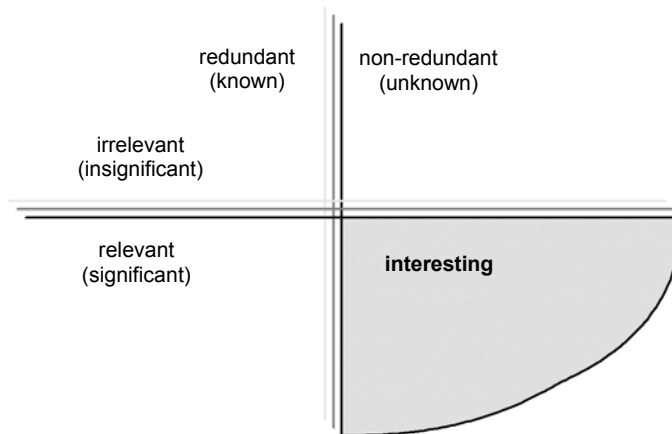 redundant
(known)
non-redundant
(unknown)
irrelevant
(insignificant)
relevant
(significant)
interesting